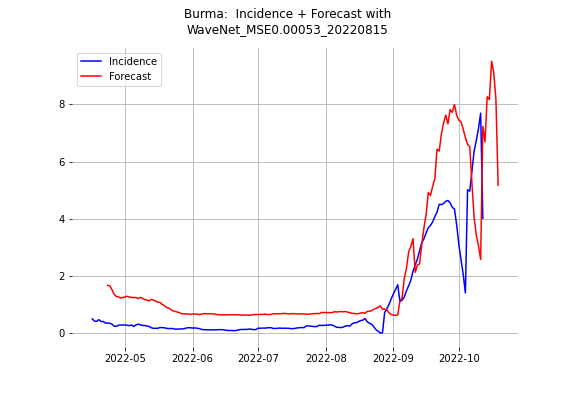 Burma:  Incidence + Forecast with
WaveNet_MSE0.00053_20220815
Incidence
Forecast
8
6
4
2
0
2022-05 2022-06 2022-07 2022-08 2022-09 2022-10